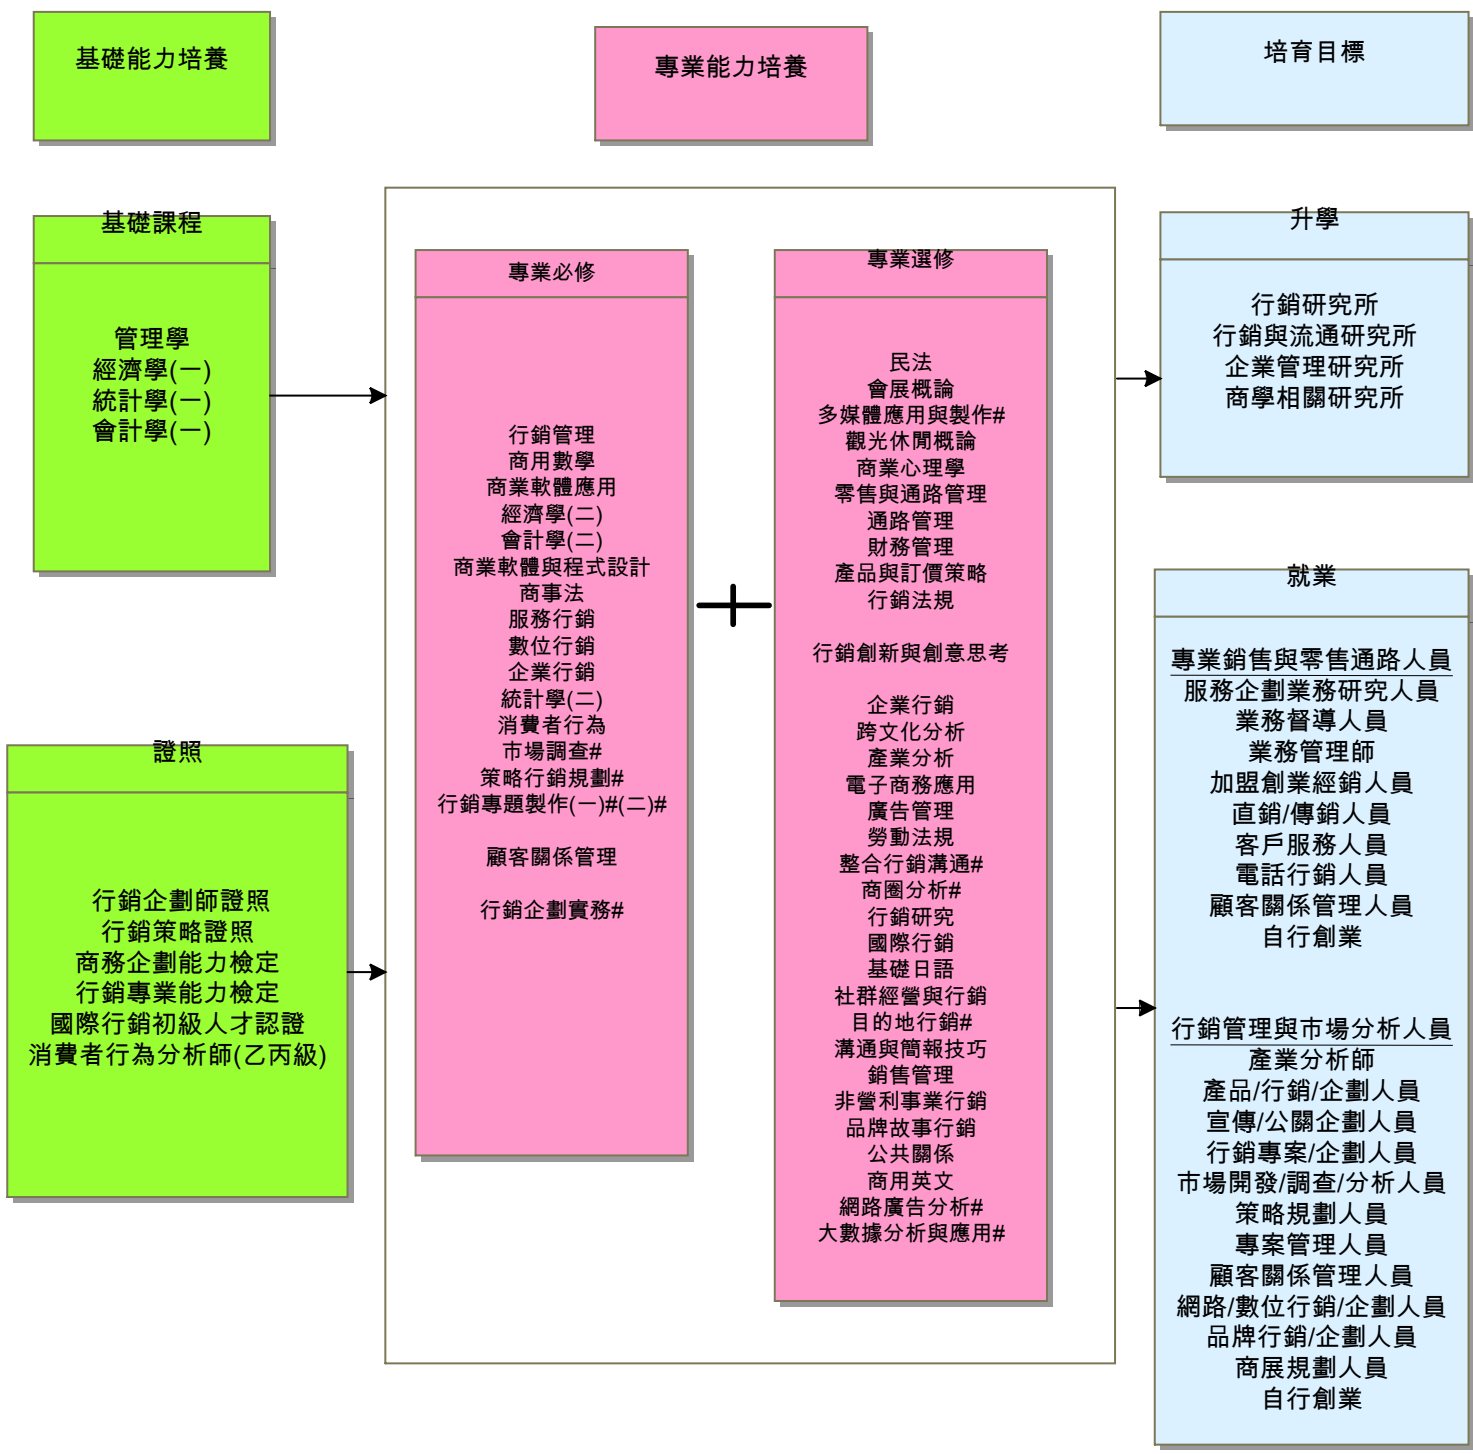 基礎能力培養
專業能力培養
培育目標
基礎課程
管理學
經濟學(一)
統計學(一)
會計學(一)
證照
行銷企劃師證照
行銷策略證照
商務企劃能力檢定
行銷專業能力檢定
國際行銷初級人才認證
消費者行為分析師(乙丙級)
專業必修
行銷管理
商用數學
商業軟體應用
經濟學(二)
會計學(二)
商業軟體與程式設計
商事法
服務行銷
數位行銷
企業行銷
統計學(二)
消費者行為
市場調查#
策略行銷規劃#
行銷專題製作(一)#(二)#
顧客關係管理
行銷企劃實務#
專業選修
民法
會展概論
多媒體應用與製作#
觀光休閒概論
商業心理學
零售與通路管理
通路管理
財務管理
產品與訂價策略
行銷法規
行銷創新與創意思考
企業行銷
跨文化分析
產業分析
電子商務應用
廣告管理
勞動法規
整合行銷溝通#
商圈分析#
行銷研究
國際行銷
基礎日語
社群經營與行銷
目的地行銷#
溝通與簡報技巧
銷售管理
非營利事業行銷
品牌故事行銷
公共關係
商用英文
網路廣告分析#
大數據分析與應用#
升學
行銷研究所
行銷與流通研究所
企業管理研究所
商學相關研究所
就業
專業銷售與零售通路人員
服務企劃業務研究人員
業務督導人員
業務管理師
加盟創業經銷人員
直銷/傳銷人員
客戶服務人員
電話行銷人員
顧客關係管理人員
自行創業
行銷管理與市場分析人員
產業分析師
產品/行銷/企劃人員
宣傳/公關企劃人員
行銷專案/企劃人員
市場開發/調查/分析人員
策略規劃人員
專案管理人員
顧客關係管理人員
網路/數位行銷/企劃人員
品牌行銷/企劃人員
商展規劃人員
自行創業